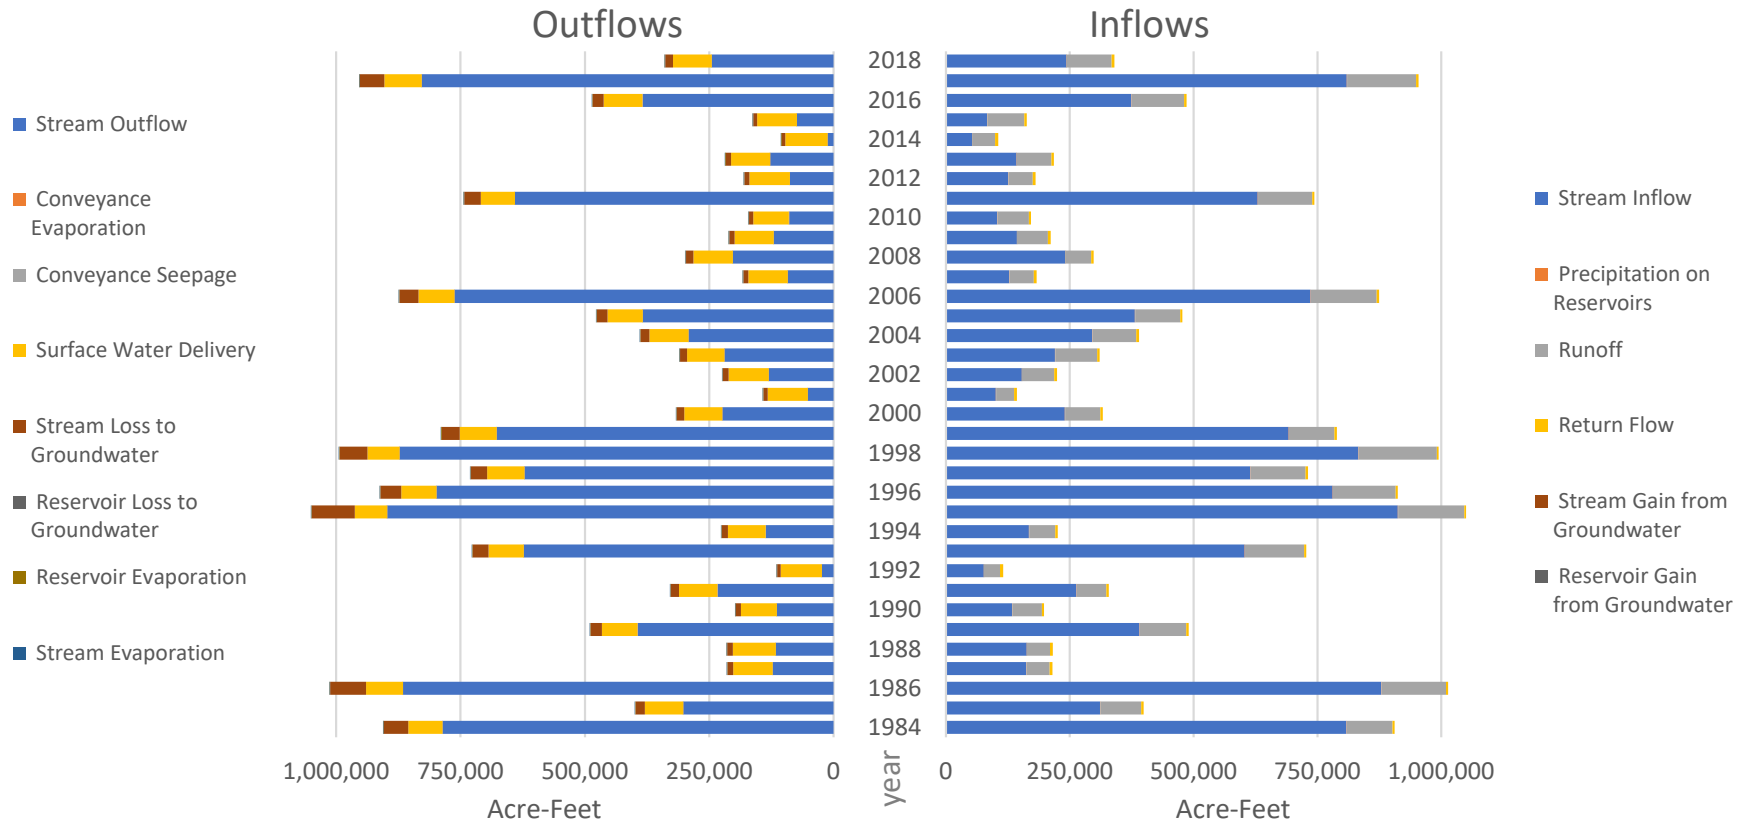 Outflows
Inflows
Stream Outflow
Conveyance
Evaporation
Conveyance Seepage
Surface Water Delivery
Stream Loss to
Groundwater
Reservoir Loss to
Groundwater
Reservoir Evaporation
Stream Evaporation
2018
2016
2014
2012
2010
2008
2006
2004
2002
2000
1998
1996
1994
1992
1990
1988
1986
1984
year
1,000,000
750,000
500,000
250,000
0
Acre-Feet
0
250,000
500,000
750,000
1,000,000
Acre-Feet
Stream Inflow
Precipitation on
Reservoirs
Runoff
Return Flow
Stream Gain from
Groundwater
Reservoir Gain
from Groundwater